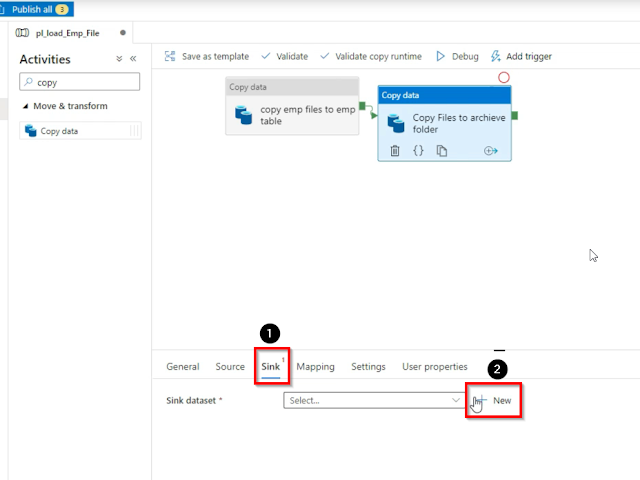 Publish all 3
pl_load_Emp_File
Activities
copy
Move & transform
Copy data
Save as template
Validate
Validate copy runtime
Debug
Add trigger
Copy data
copy emp files to emp
table
Copy data
Copy Files to archieve
folder
{}
1
General
Source
Sink 1
Mapping
Settings
User properties
2
Sink dataset *
Select...
New